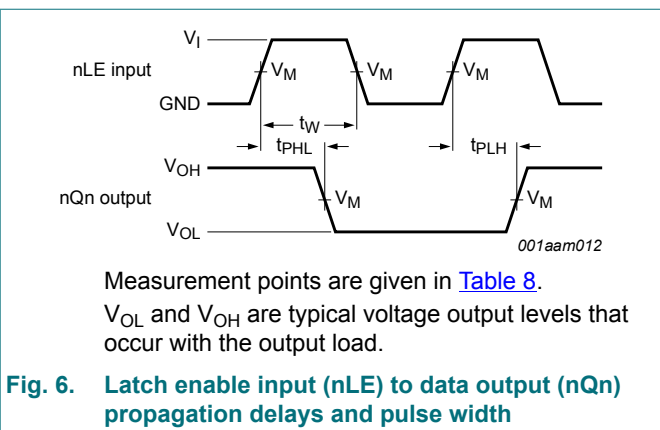 VI
nLE input
VM
VM
VM
GND
tW
tPHL
tPLH
VOH
nQn output
VM
VM
VOL
001aam012
Measurement points are given in Table 8.
VOL and VOH are typical voltage output levels that
occur with the output load.
Fig. 6. Latch enable input (nLE) to data output (nQn)
propagation delays and pulse width